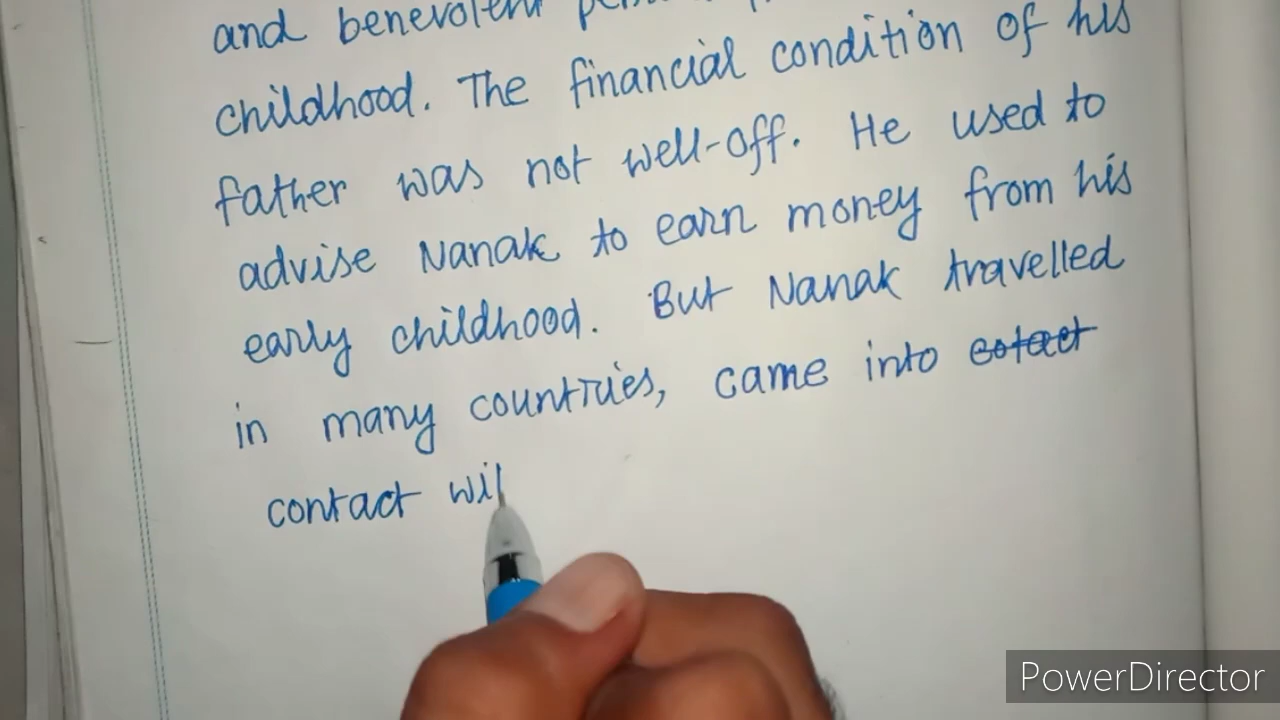 and benevolent
childhood. The financial condition of his
father was not well-off. He used to
advise Nanak to earn money from his
early childhood. But Nanak travelled
in many countries, came into cotact
contact wit
PowerDirector